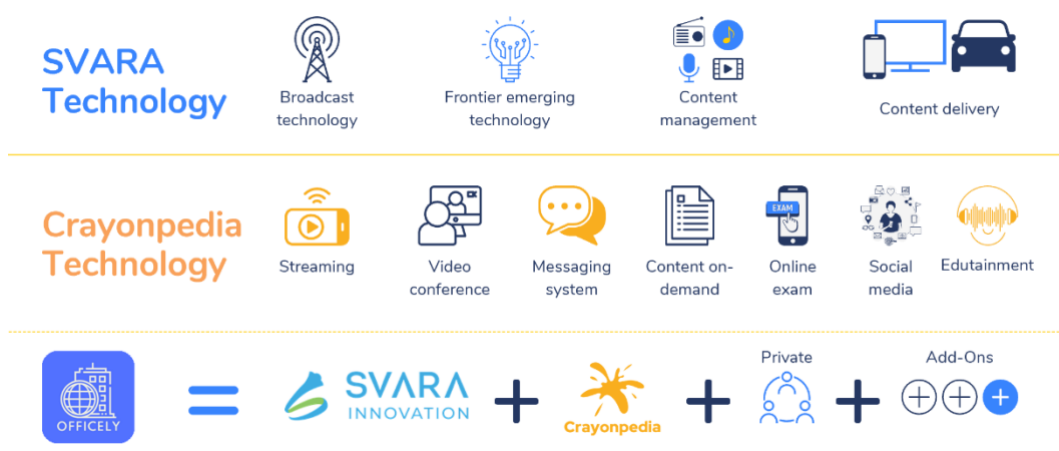 SVARA
Technology
Broadcast
technology
Frontier emerging
technology
Content
management
Content delivery
Crayonpedia
Technology
Streaming
Video
conference
Messaging
system
Content on-
demand
EXAM
Online
exam
Social
media
Edutainment
OFFICELY
=
SVARA
INNOVATION
+
Crayonpedia
+
Private
+
Add-Ons
+ + +